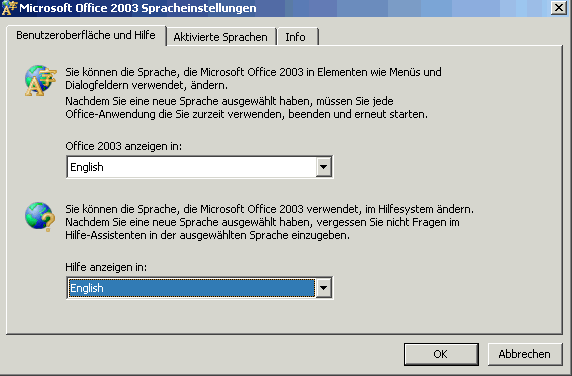 Microsoft Office 2003 Spracheinstellungen
Benutzeroberfläche und Hilfe
Aktivierte Sprachen
Info
Sie können die Sprache, die Microsoft Office 2003 in Elementen wie Menüs und
Dialogfeldern verwendet, ändern.
Nachdem Sie eine neue Sprache ausgewählt haben, müssen Sie jede
Office-Anwendung die Sie zurzeit verwenden, beenden und erneut starten.
Office 2003 anzeigen in:
English
Sie können die Sprache, die Microsoft Office 2003 verwendet, im Hilfesystem ändern.
Nachdem Sie eine neue Sprache ausgewählt haben, vergessen Sie nicht Fragen im
Hilfe-Assistenten in der ausgewählten Sprache einzugeben.
Hilfe anzeigen in:
English
OK
Abbrechen